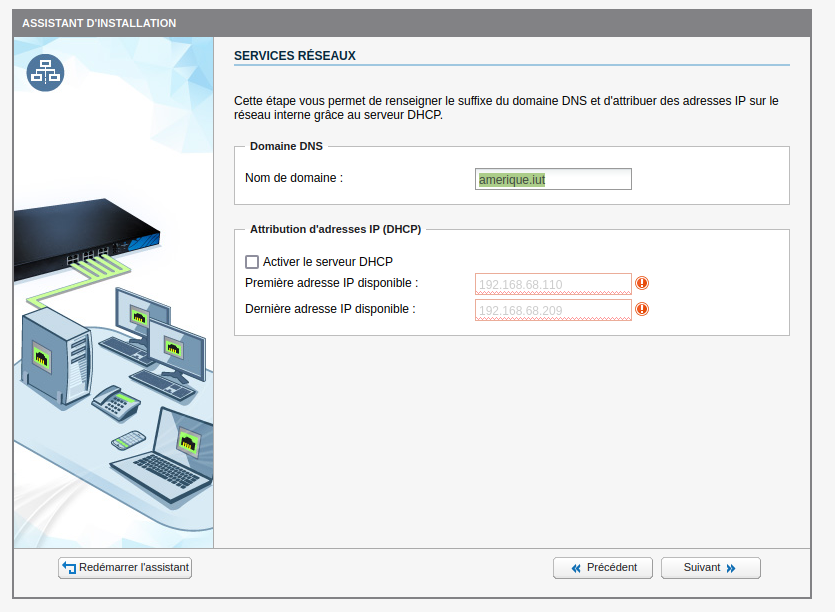 ASSISTANT D'INSTALLATION
SERVICES RÉSEAUX
Cette étape vous permet de renseigner le suffixe du domaine DNS et d'attribuer des adresses IP sur le
réseau interne grâce au serveur DHCP.
Domaine DNS
Nom de domaine : amerique.iut
Attribution d'adresses IP (DHCP)
Activer le serveur DHCP
Première adresse IP disponible : 192.168.68.110
Dernière adresse IP disponible : 192.168.68.209
Redémarrer l'assistant Précédent Suivant